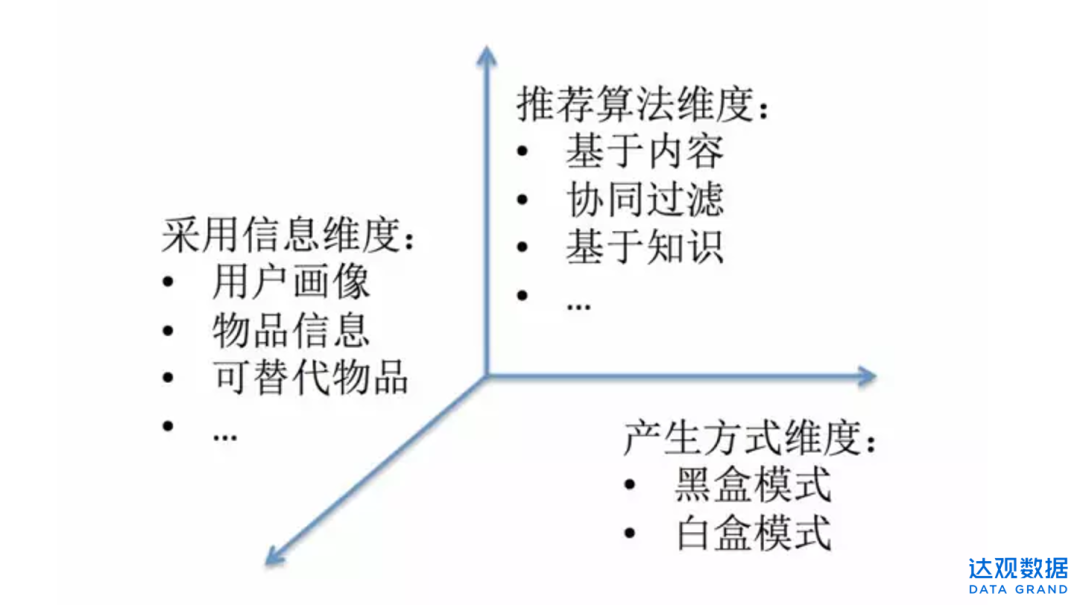 推荐算法维度：
• 基于内容
• 协同过滤
• 基于知识
• ...
采用信息维度：
• 用户画像
• 物品信息
• 可替代物品
• ...
产生方式维度：
• 黑盒模式
• 白盒模式
达观数据
DATA GRAND